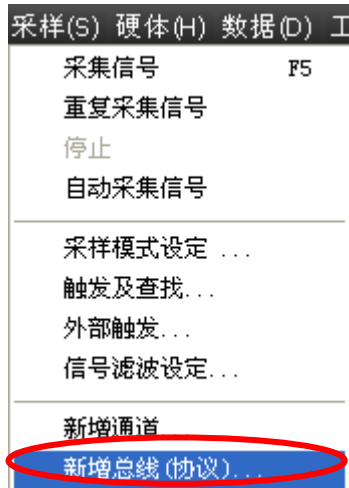 采样(S) 硬体(H) 数据(D) 工
采集信号 F5
重复采集信号
停止
自动采集信号
采样模式设定 ...
触发及查找...
外部触发...
信号滤波设定...
新增通道
新增总线(协议)...